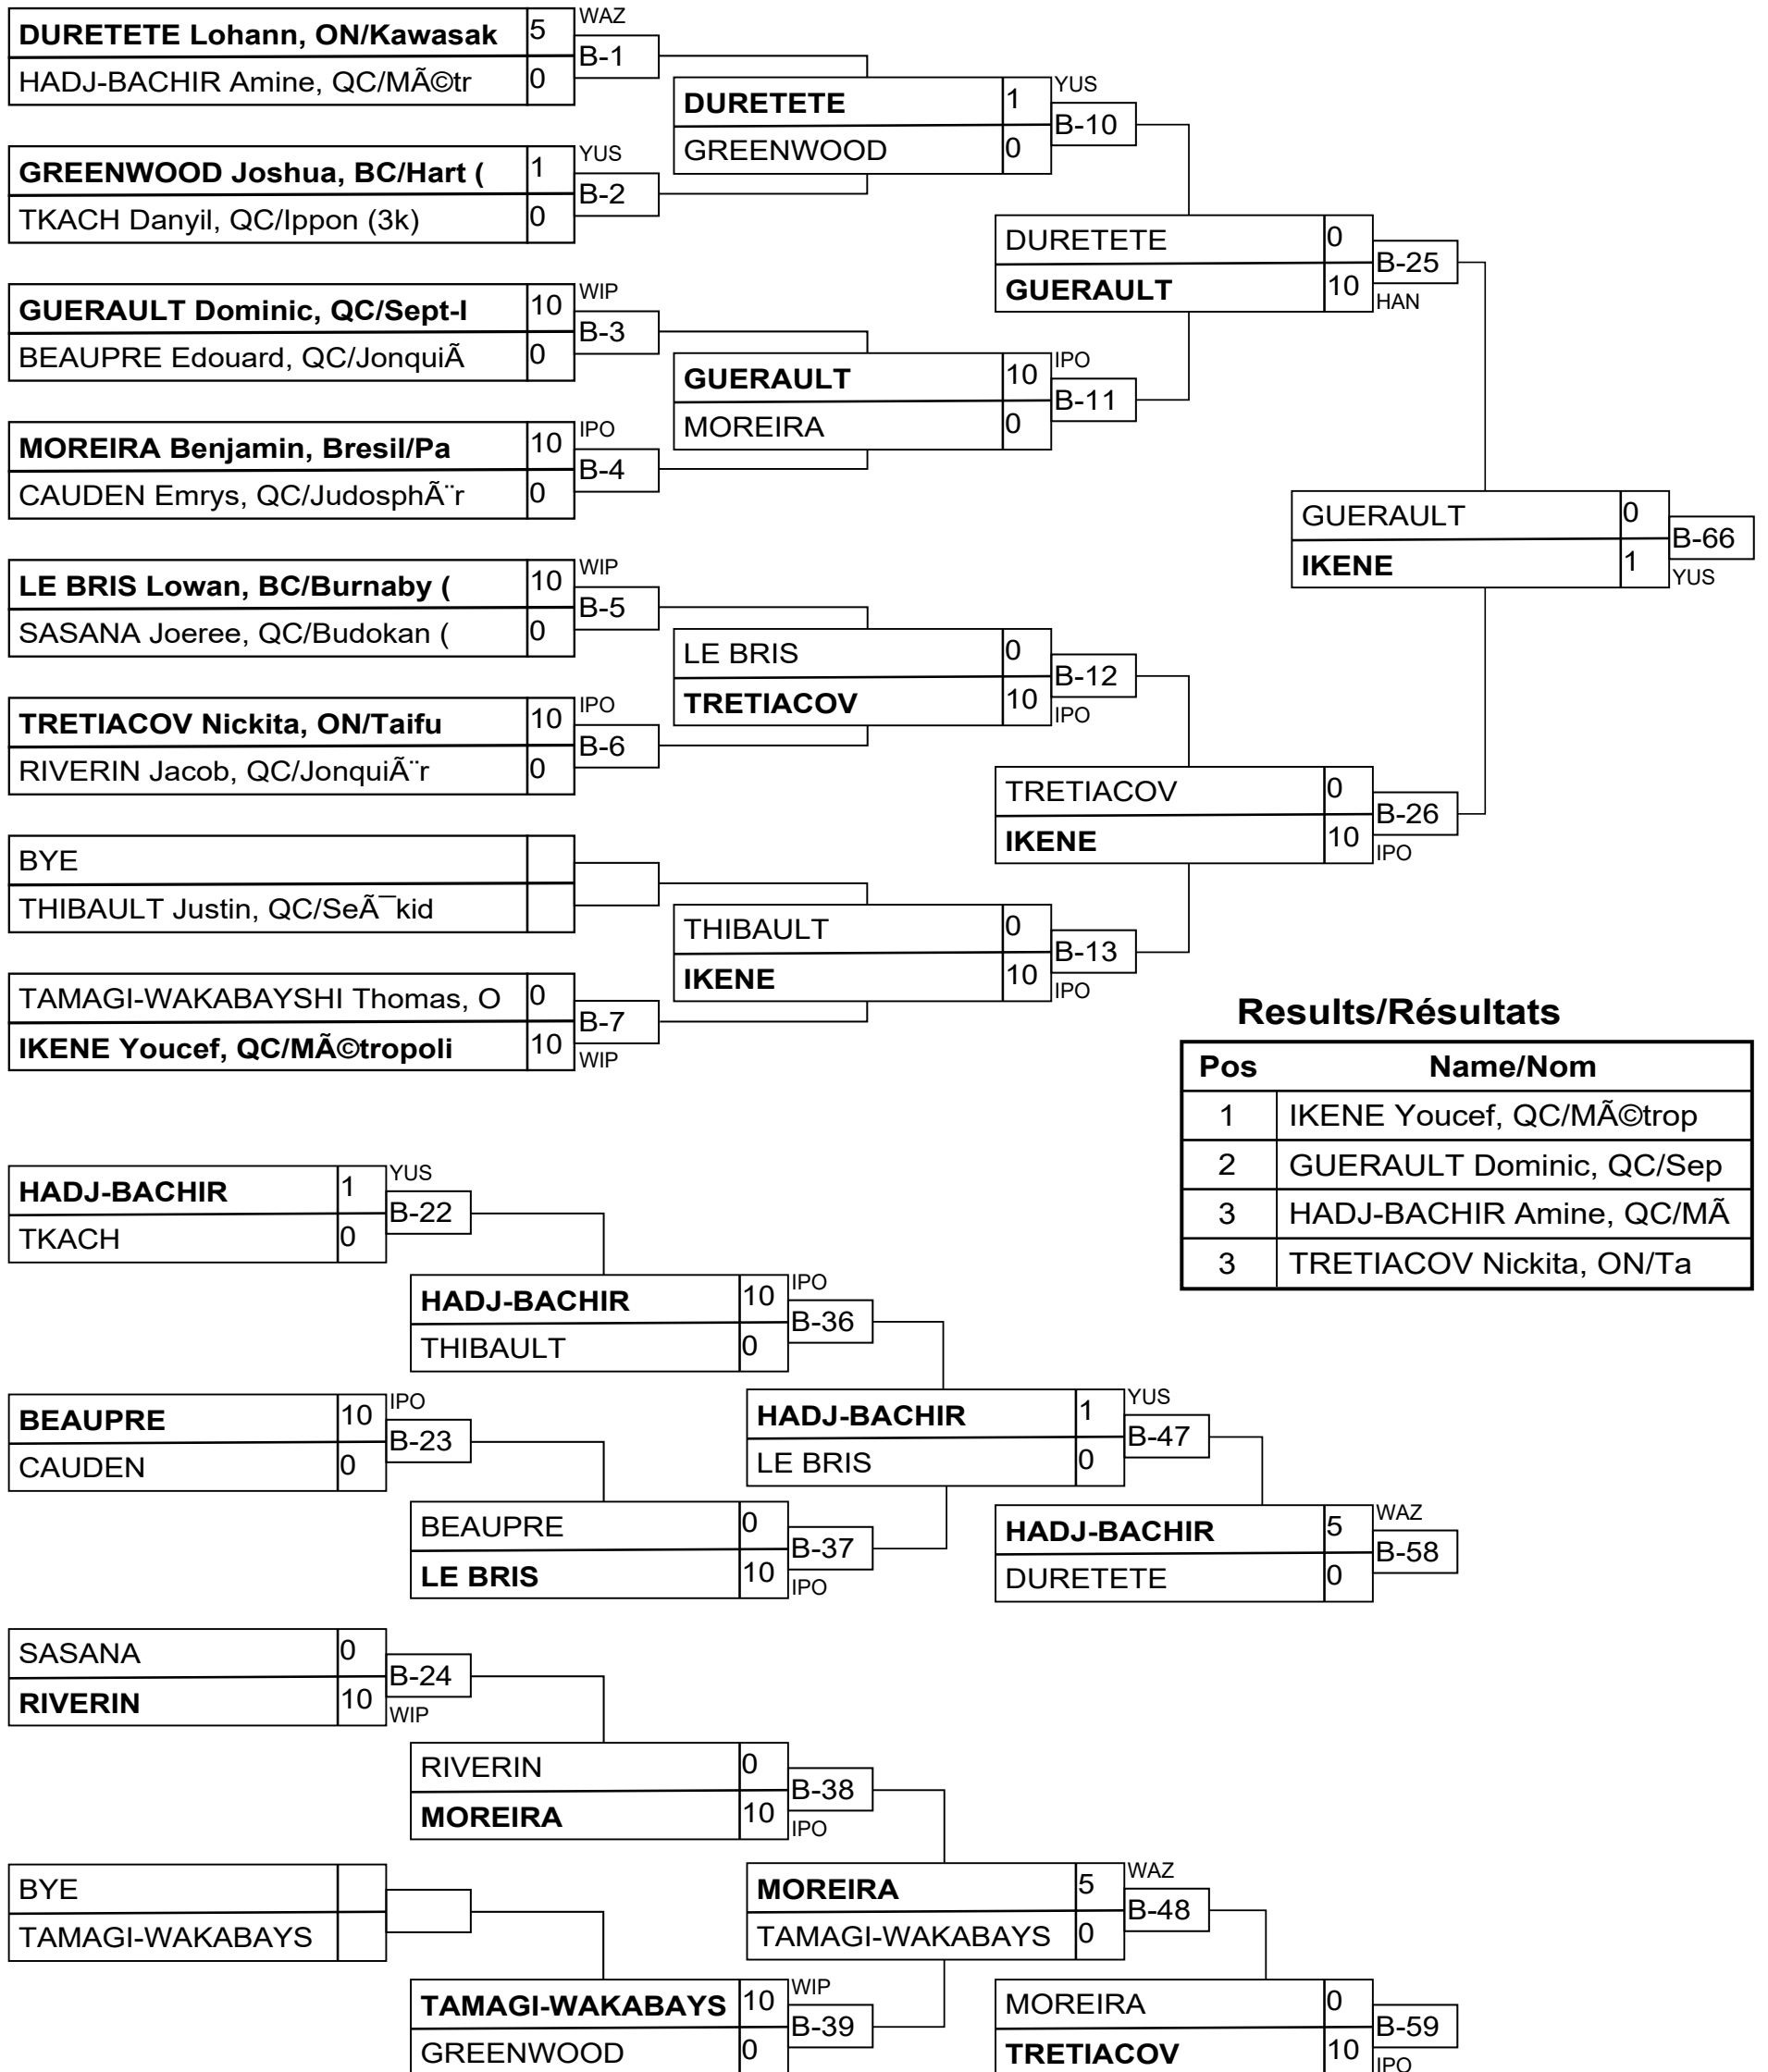 WAZ
DURETETE Lohann, ON/Kawasak 5
B-1
HADJ-BACHIR Amine, QC/MÃ©tr 0
YUS
DURETETE 1
B-10
GREENWOOD 0
YUS
GREENWOOD Joshua, BC/Hart ( 1
B-2
TKACH Danyil, QC/Ippon (3k) 0
DURETETE 0
B-25
GUERAULT 10
HAN
WIP
GUERAULT Dominic, QC/Sept-I 10
B-3
BEAUPRE Edouard, QC/JonquiÃ 0
IPO
GUERAULT 10
B-11
MOREIRA 0
IPO
MOREIRA Benjamin, Bresil/Pa 10
B-4
CAUDEN Emrys, QC/JudosphÃ¨r 0
GUERAULT 0
B-66
IKENE 1
YUS
WIP
LE BRIS Lowan, BC/Burnaby ( 10
B-5
SASANA Joeree, QC/Budokan ( 0
LE BRIS 0
B-12
TRETIACOV 10
IPO
IPO
TRETIACOV Nickita, ON/Taifu 10
B-6
RIVERIN Jacob, QC/JonquiÃ¨r 0
TRETIACOV 0
B-26
IKENE 10
IPO
BYE
THIBAULT Justin, QC/SeÃ¯kid
THIBAULT 0
B-13
IKENE 10
IPO
TAMAGI-WAKABAYSHI Thomas, O 0
B-7
IKENE Youcef, QC/MÃ©tropoli 10
WIP
Results/Résultats
Pos Name/Nom
1 IKENE Youcef, QC/MÃ©trop
2 GUERAULT Dominic, QC/Sep
3 HADJ-BACHIR Amine, QC/MÃ
3 TRETIACOV Nickita, ON/Ta
YUS
HADJ-BACHIR 1
B-22
TKACH 0
IPO
HADJ-BACHIR 10
B-36
THIBAULT 0
IPO
BEAUPRE 10
B-23
CAUDEN 0
YUS
HADJ-BACHIR 1
B-47
LE BRIS 0
BEAUPRE 0
B-37
LE BRIS 10
IPO
WAZ
HADJ-BACHIR 5
B-58
DURETETE 0
SASANA 0
B-24
RIVERIN 10
WIP
RIVERIN 0
B-38
MOREIRA 10
IPO
BYE
TAMAGI-WAKABAYS
WAZ
MOREIRA 5
B-48
TAMAGI-WAKABAYS 0
WIP
TAMAGI-WAKABAYS 10
B-39
GREENWOOD 0
MOREIRA 0
B-59
TRETIACOV 10
IPO